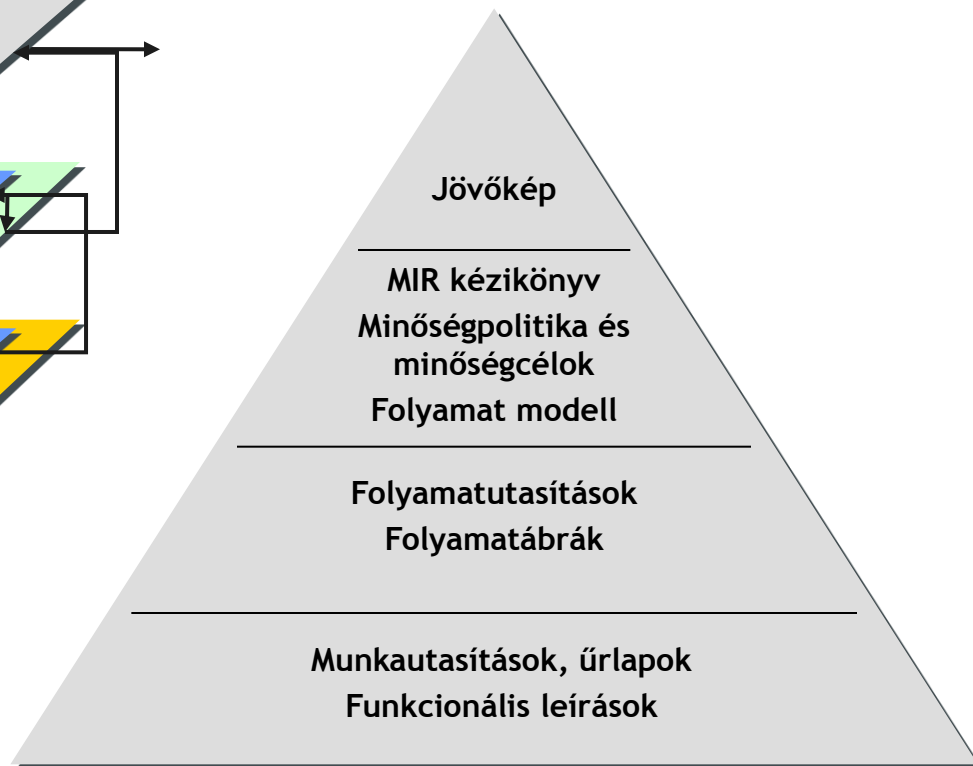 Jövőkép
MIR kézikönyv
Minőségpolitika és
minőségcélok
Folyamat modell
Folyamatutasítások
Folyamatábrák
Munkautasítások, űrlapok
Funkcionális leírások